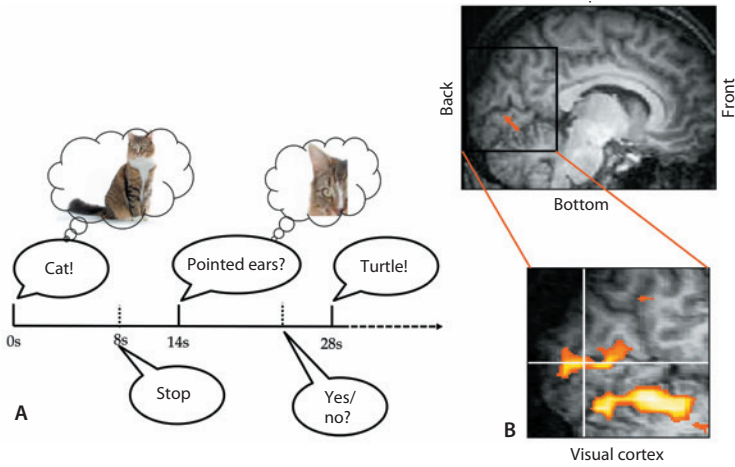 Cat!
Pointed ears?
Turtle!
0s
8s
14s
28s
Stop
Yes/
no?
A
Back
Front
Bottom
B
Visual cortex